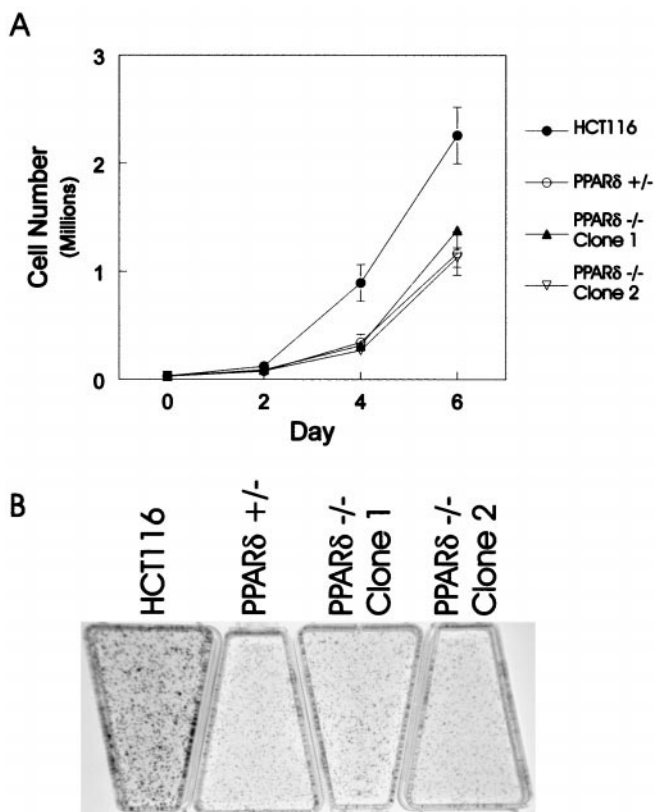 A
3
2
1
0
Cell Number
(Millions)
0 2 4 6
Day
HCT116
PPARδ +/-
PPARδ -/-
Clone 1
PPARδ -/-
Clone 2
B
HCT116
PPARδ +/-
PPARδ -/-
Clone 1
PPARδ -/-
Clone 2